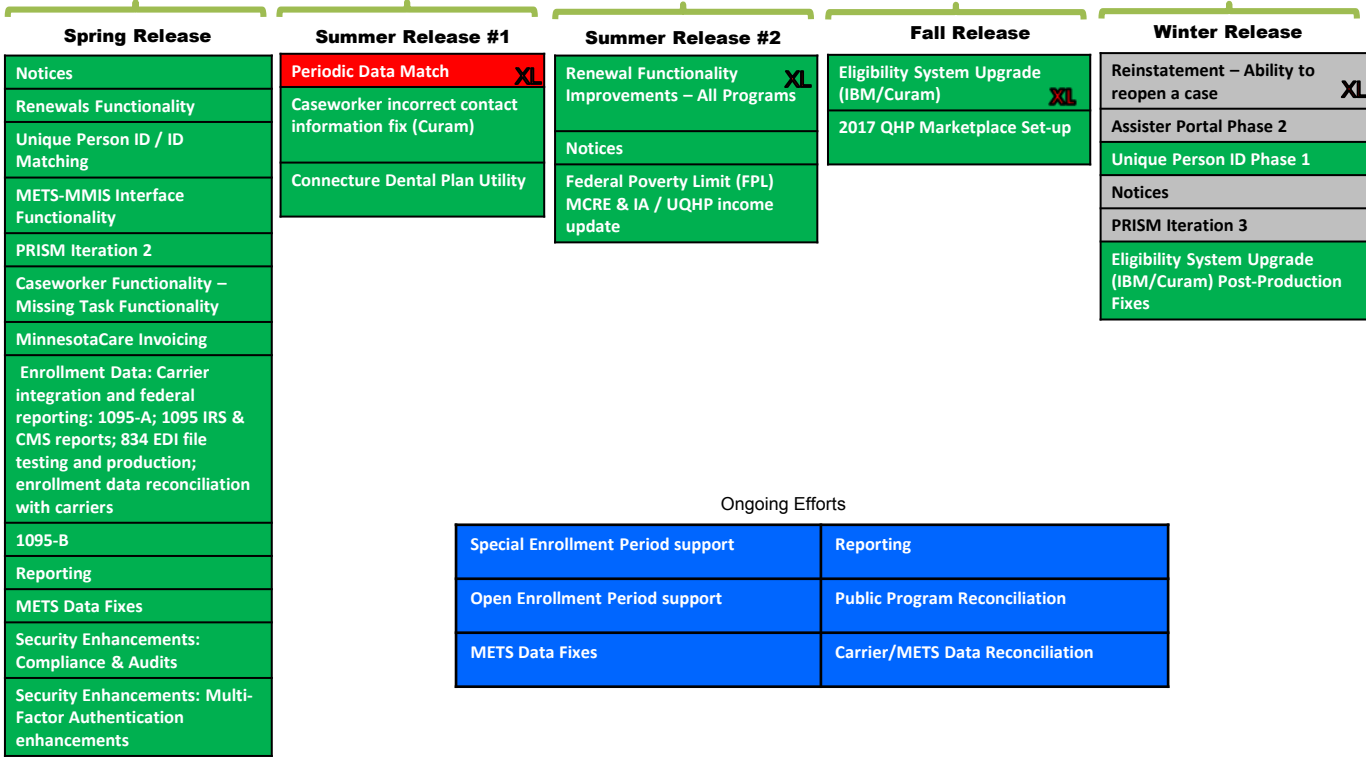 Spring Release
Notices
Renewals Functionality
Unique Person ID / ID
Matching
METS-MMIS Interface
Functionality
PRISM Iteration 2
Caseworker Functionality –
Missing Task Functionality
MinnesotaCare Invoicing
Enrollment Data: Carrier
integration and federal
reporting: 1095-A; 1095 IRS &
CMS reports; 834 EDI file
testing and production;
enrollment data reconciliation
with carriers
1095-B
Reporting
METS Data Fixes
Security Enhancements:
Compliance & Audits
Security Enhancements: Multi-
Factor Authentication
enhancements
Summer Release #1
Periodic Data Match XL
Caseworker incorrect contact
information fix (Curam)
Connecture Dental Plan Utility
Summer Release #2
Renewal Functionality XL
Improvements – All Programs
Notices
Federal Poverty Limit (FPL)
MCRE & IA / UQHP income
update
Fall Release
Eligibility System Upgrade
(IBM/Curam) XL
2017 QHP Marketplace Set-up
Winter Release
Reinstatement – Ability to
reopen a case XL
Assister Portal Phase 2
Unique Person ID Phase 1
Notices
PRISM Iteration 3
Eligibility System Upgrade
(IBM/Curam) Post-Production
Fixes
Ongoing Efforts
Special Enrollment Period support
Reporting
Open Enrollment Period support
Public Program Reconciliation
METS Data Fixes
Carrier/METS Data Reconciliation